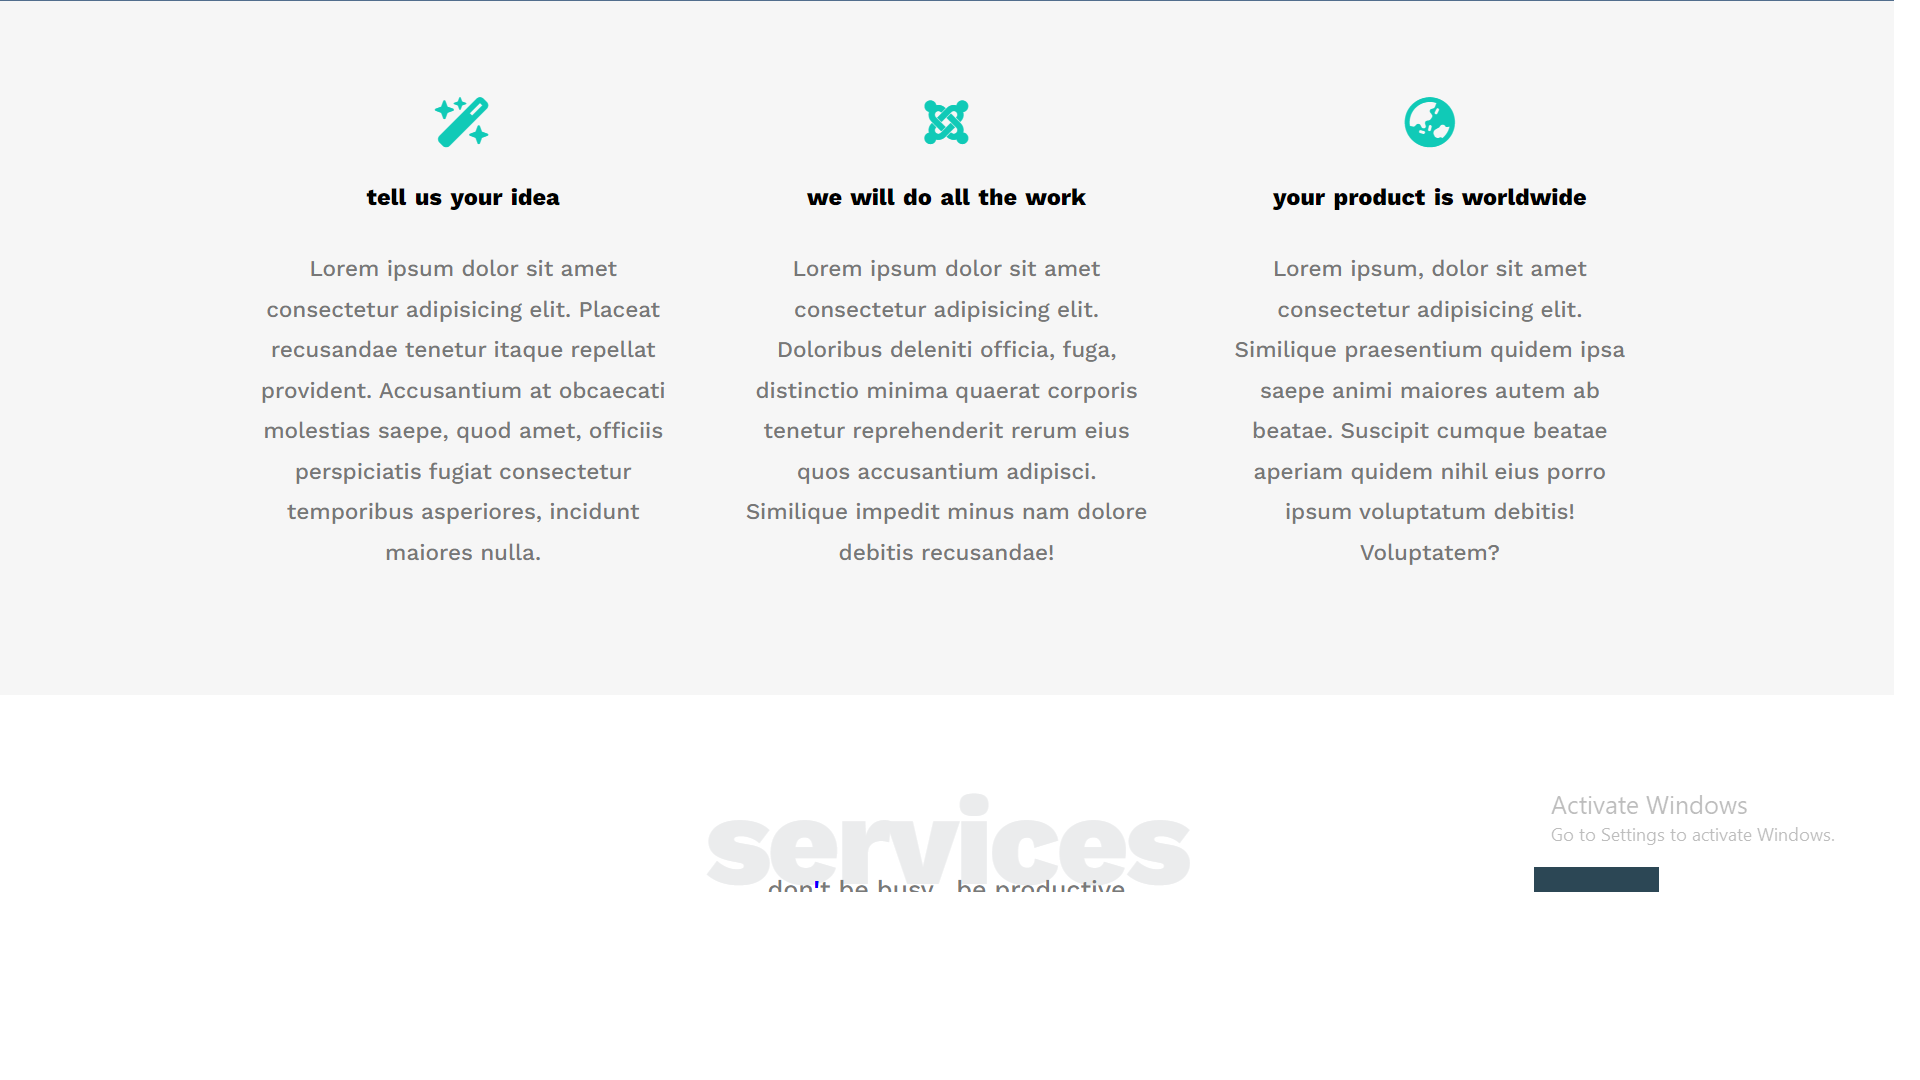 tell us your idea
Lorem ipsum dolor sit amet
consectetur adipisicing elit. Placeat
recusandae tenetur itaque repellat
provident. Accusantium at obcaecati
molestias saepe, quod amet, officiis
perspiciatis fugiat consectetur
temporibus asperiores, incidunt
maiores nulla.
we will do all the work
Lorem ipsum dolor sit amet
consectetur adipisicing elit.
Doloribus deleniti officia, fuga,
distinctio minima quaerat corporis
tenetur reprehenderit rerum eius
quos accusantium adipisci.
Similique impedit minus nam dolore
debitis recusandae!
your product is worldwide
Lorem ipsum, dolor sit amet
consectetur adipisicing elit.
Similique praesentium quidem ipsa
saepe animi maiores autem ab
beatae. Suscipit cumque beatae
aperiam quidem nihil eius porro
ipsum voluptatum debitis!
Voluptatem?
services
don't be busy, be productive
Activate Windows
Go to Settings to activate Windows.